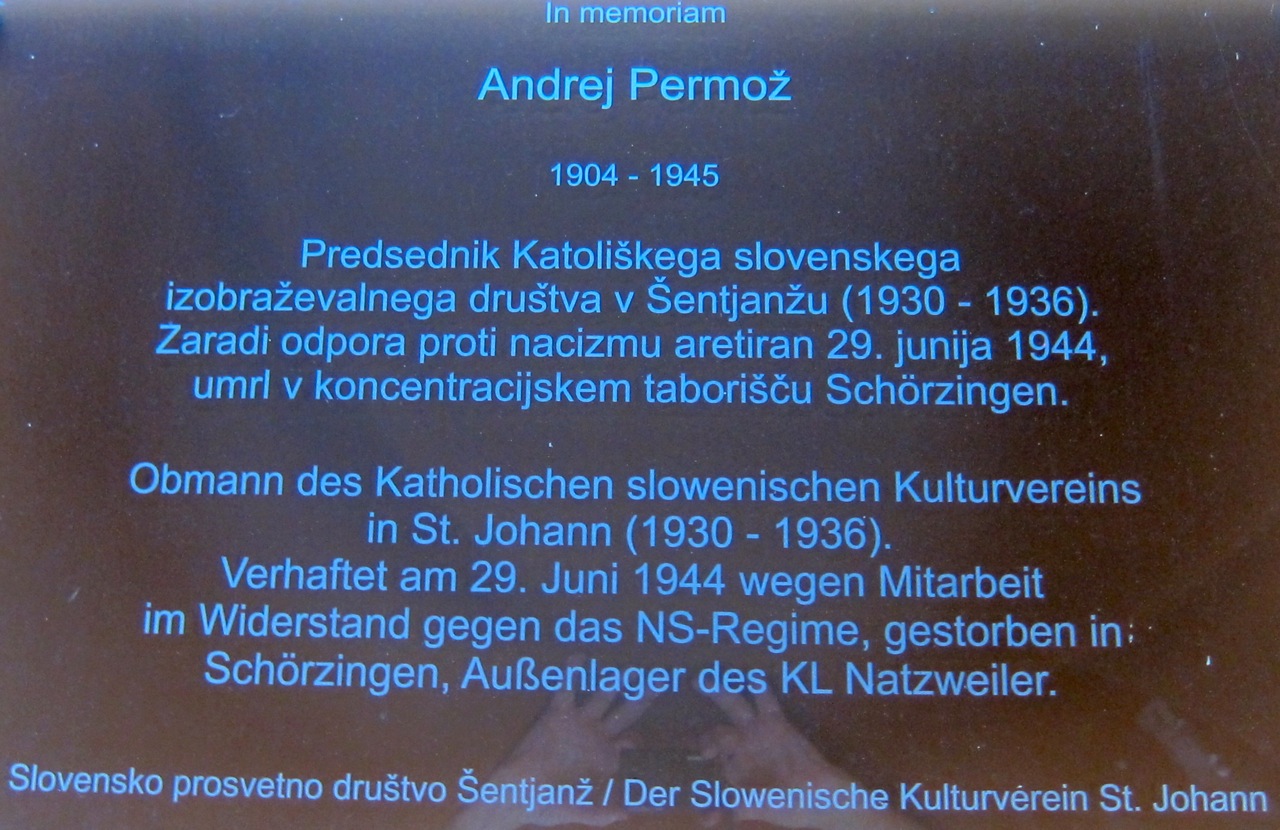 In memoriam
Andrej Permož
1904 - 1945
Predsednik Katoliškega slovenskega
izobraževalnega društva v Šentjanžu (1930 - 1936).
Zaradi odpora proti nacizmu aretiran 29. junija 1944,
umrl v koncentracijskem taborišču Schörzingen.
Obmann des Katholischen slowenischen Kulturvereins
in St. Johann (1930 - 1936).
Verhaftet am 29. Juni 1944 wegen Mitarbeit
im Widerstand gegen das NS-Regime, gestorben in
Schörzingen, Außenlager des KL Natzweiler.
Slovensko prosvetno društvo Šentjanž / Der Slowenische Kulturverein St. Johann